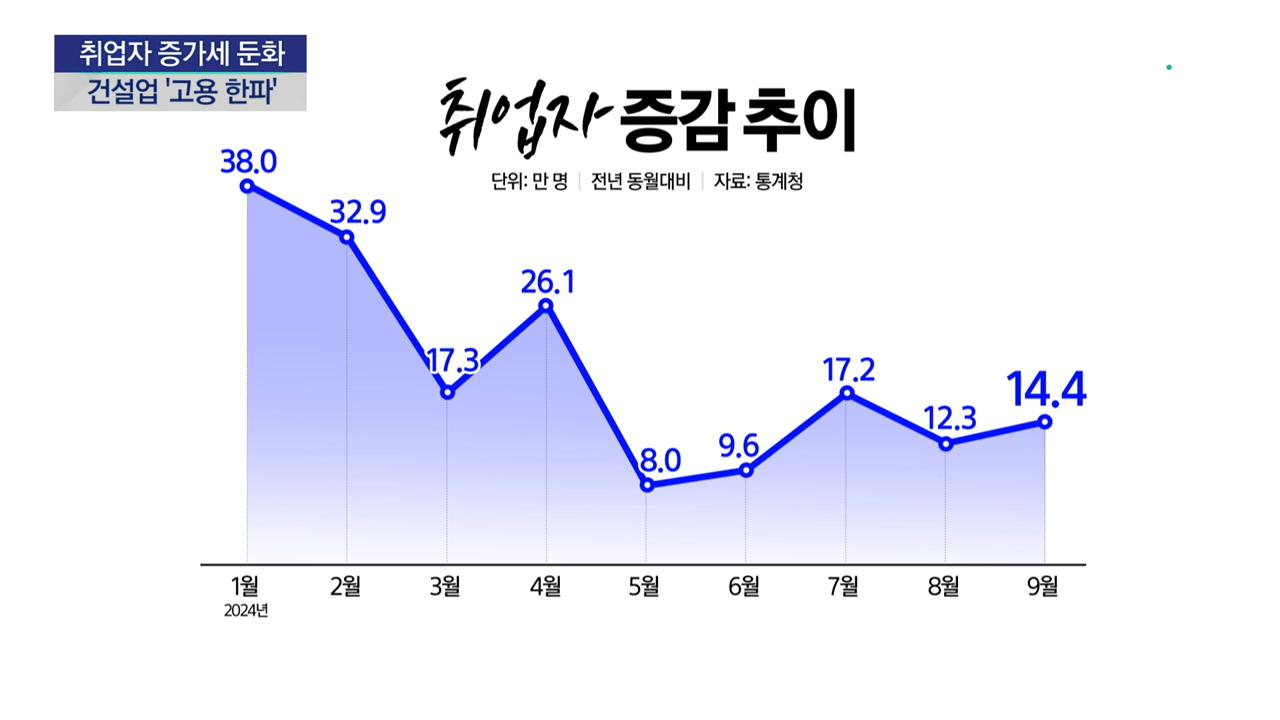 취업자 증가세 둔화
건설업 '고용 한파'
취업자 증감 추이
단위: 만 명 | 전년 동월대비 | 자료: 통계청
38.0
32.9
17.3
26.1
8.0
9.6
17.2
12.3
14.4
1월 2월 3월 4월 5월 6월 7월 8월 9월
2024년